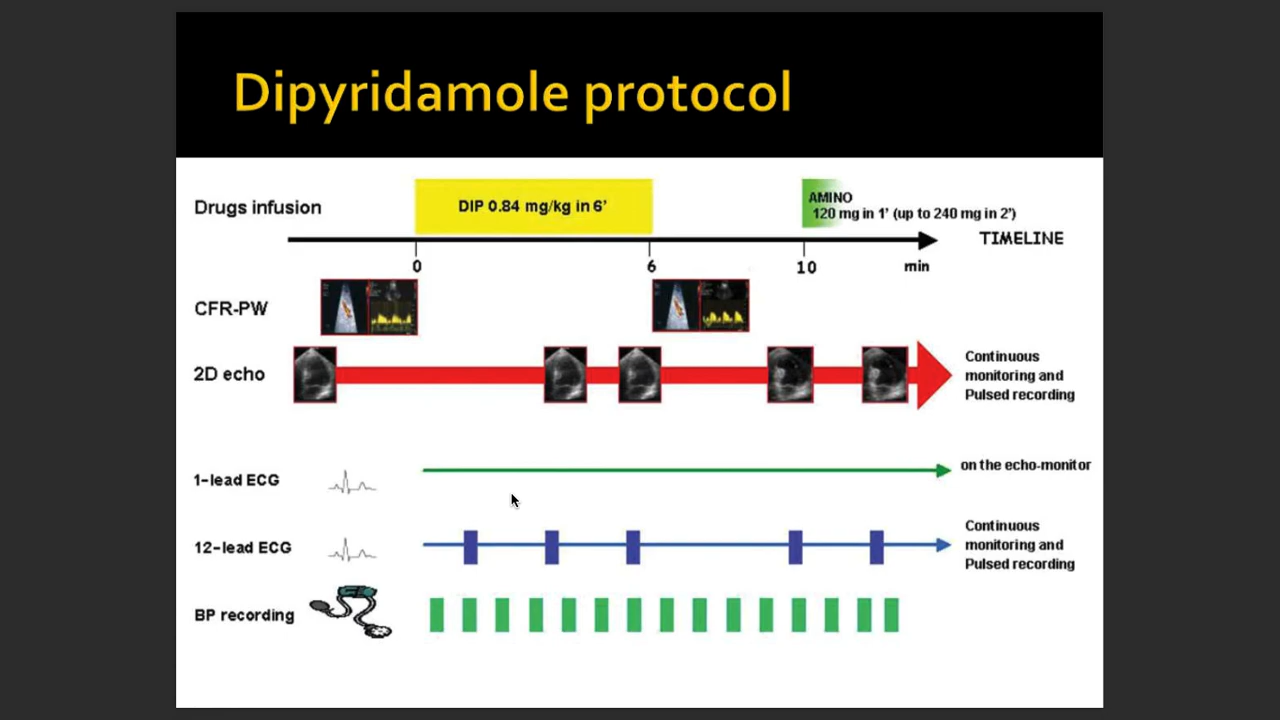 Dipyridamole protocol
Drugs infusion
DIP 0.84 mg/kg in 6’
AMINO
120 mg in 1’ (up to 240 mg in 2’)
TIMELINE
0
6
10
min
CFR-PW
2D echo
Continuous
monitoring and
Pulsed recording
1-lead ECG
on the echo-monitor
12-lead ECG
Continuous
monitoring and
Pulsed recording
BP recording